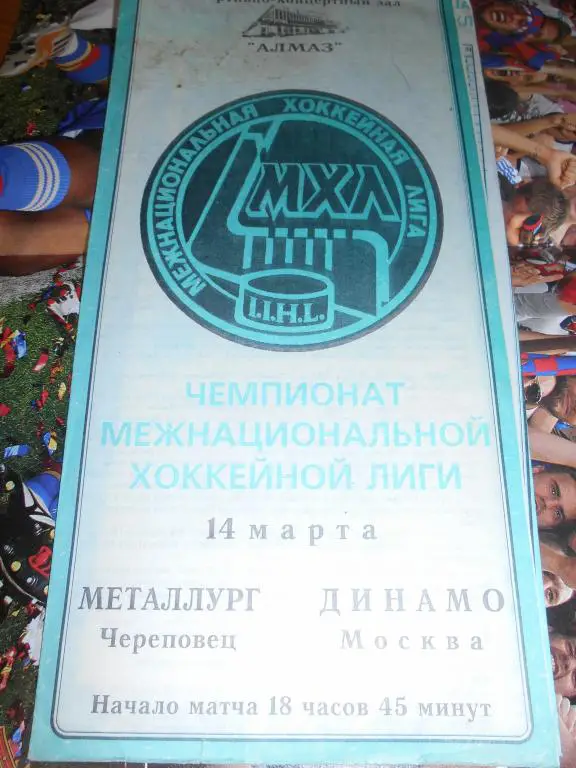 зал
"АЛМАЗ"
МЕЖНАЦИОНАЛЬНАЯ ХОККЕЙНАЯ ЛИГА
МХЛ
I.I.H.L.
ЧЕМПИОНАТ
МЕЖНАЦИОНАЛЬНОЙ
ХОККЕЙНОЙ ЛИГИ
14 марта
МЕТАЛЛУРГ ДИНАМО
Череповец Москва
Начало матча 18 часов 45 минут